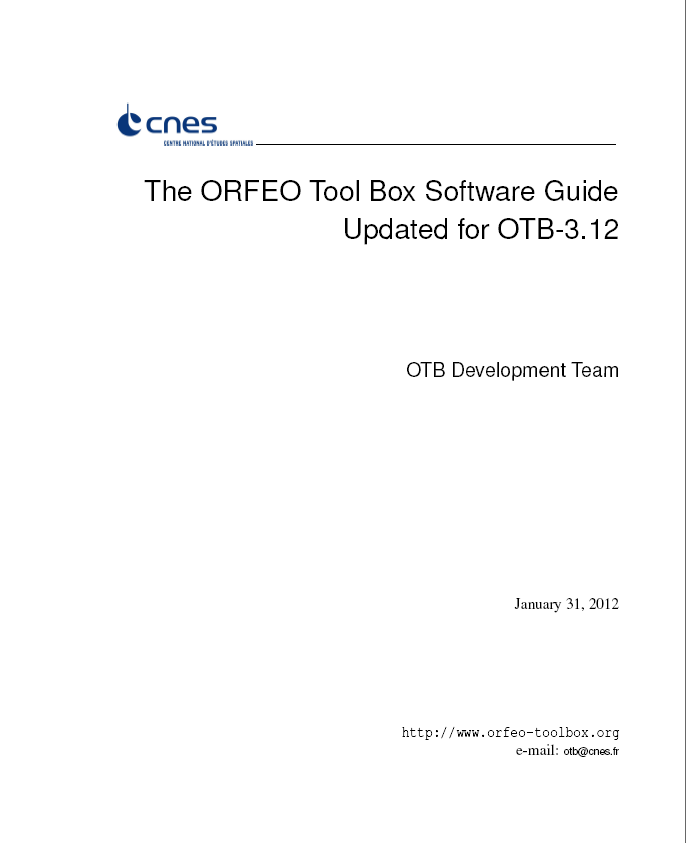 cnes
CENTRE NATIONAL D'ÉTUDES SPATIALES
The ORFEO Tool Box Software Guide
Updated for OTB-3.12
OTB Development Team
January 31, 2012
http://www.orfeo-toolbox.org
e-mail: otb@cnes.fr